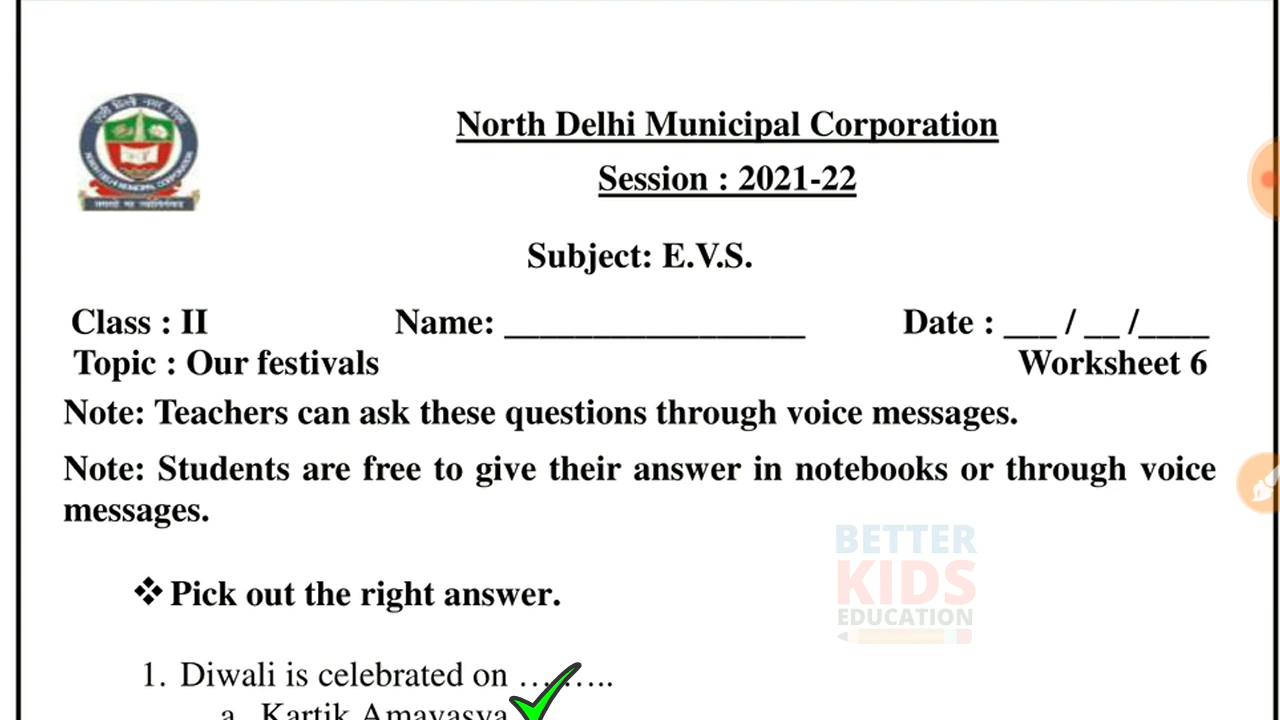 North Delhi Municipal Corporation
Session : 2021-22
Subject: E.V.S.
Class : II Name: __________________ Date : ___ / __ /____
Topic : Our festivals Worksheet 6
Note: Teachers can ask these questions through voice messages.
Note: Students are free to give their answer in notebooks or through voice
messages.
BETTER
KIDS
EDUCATION
❖ Pick out the right answer.
1. Diwali is celebrated on ………..
a. Kartik Amavasya